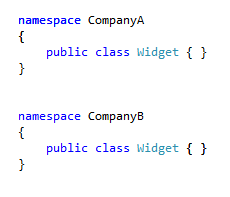 namespace CompanyA
{
    public class Widget { }
}
namespace CompanyB
{
    public class Widget { }
}